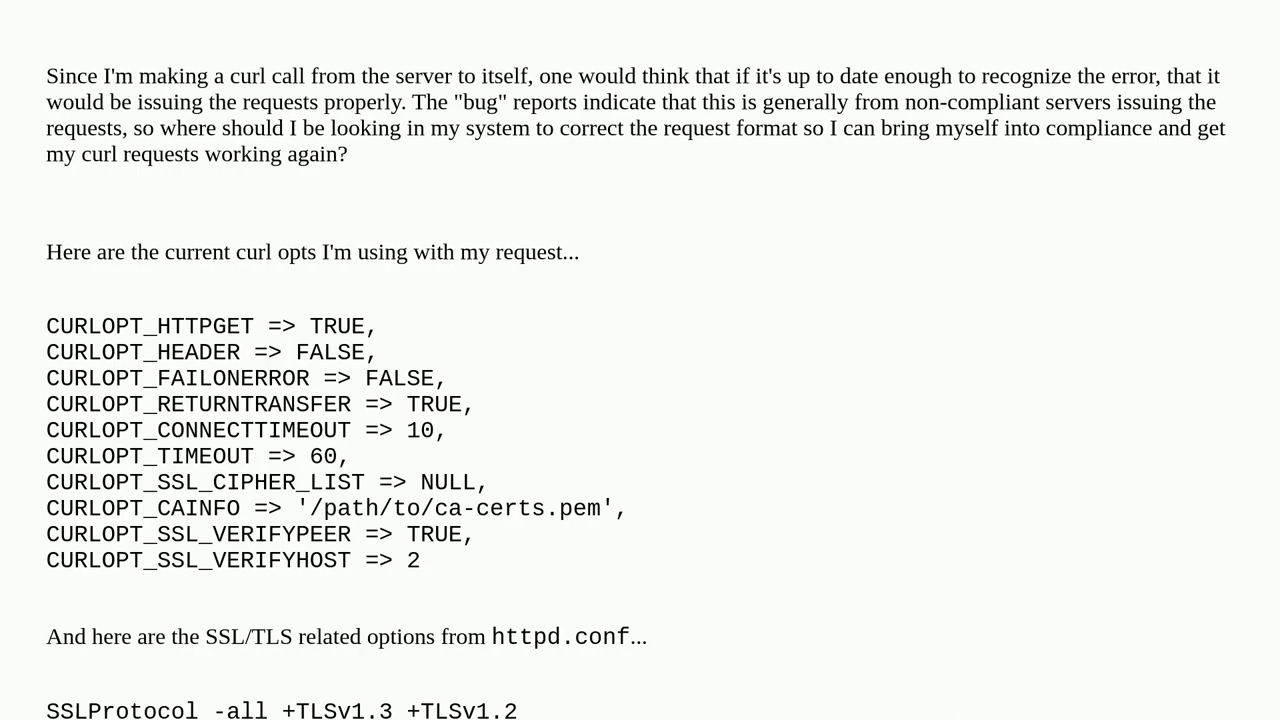 Since I'm making a curl call from the server to itself, one would think that if it's up to date enough to recognize the error, that it
would be issuing the requests properly. The "bug" reports indicate that this is generally from non-compliant servers issuing the
requests, so where should I be looking in my system to correct the request format so I can bring myself into compliance and get
my curl requests working again?
Here are the current curl opts I'm using with my request...
CURLOPT_HTTPGET => TRUE,
CURLOPT_HEADER => FALSE,
CURLOPT_FAILONERROR => FALSE,
CURLOPT_RETURNTRANSFER => TRUE,
CURLOPT_CONNECTTIMEOUT => 10,
CURLOPT_TIMEOUT => 60,
CURLOPT_SSL_CIPHER_LIST => NULL,
CURLOPT_CAINFO => '/path/to/ca-certs.pem',
CURLOPT_SSL_VERIFYPEER => TRUE,
CURLOPT_SSL_VERIFYHOST => 2
And here are the SSL/TLS related options from httpd.conf...
SSLProtocol -all +TLSv1.3 +TLSv1.2